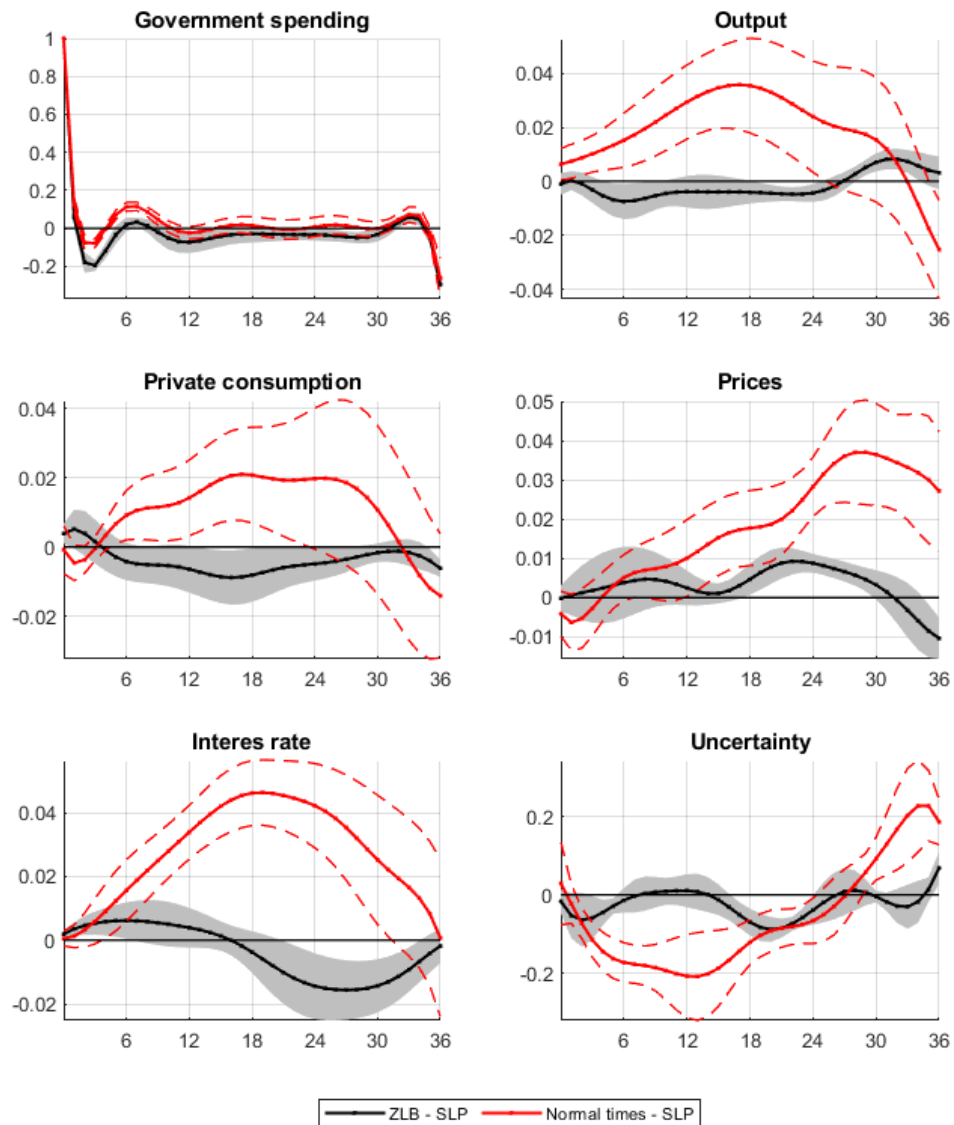 Government spending
1
0.8
0.6
0.4
0.2
0
-0.2
6 12 18 24 30 36
Output
0.04
0.02
0
-0.02
-0.04
6 12 18 24 30 36
Private consumption
0.04
0.02
0
-0.02
6 12 18 24 30 36
Prices
0.05
0.04
0.03
0.02
0.01
0
-0.01
6 12 18 24 30 36
Interes rate
0.04
0.02
0
-0.02
6 12 18 24 30 36
Uncertainty
0.2
0
-0.2
6 12 18 24 30 36
ZLB - SLP Normal times - SLP